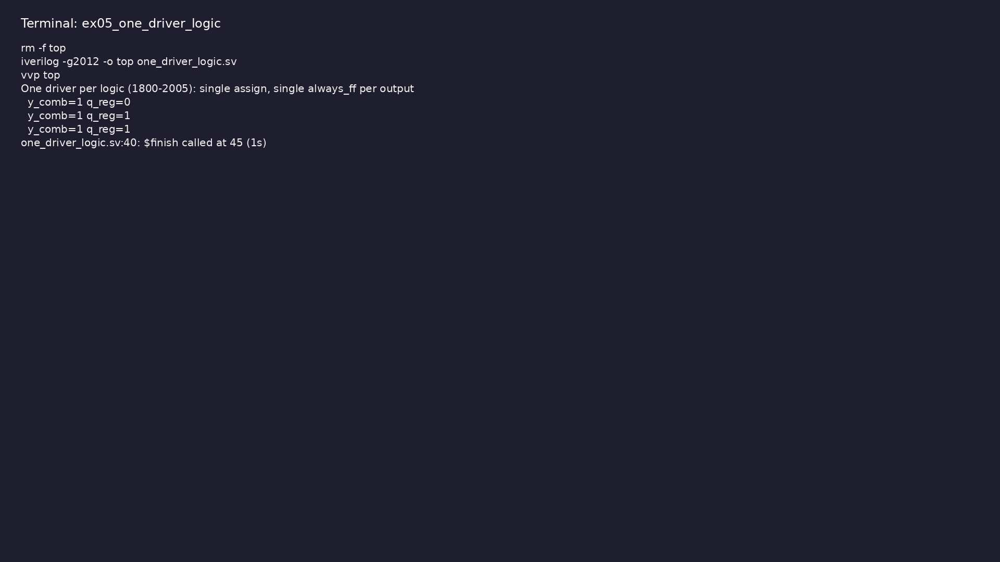 Terminal: ex05_one_driver_logic
rm -f top
iverilog -g2012 -o top one_driver_logic.sv
vvp top
One driver per logic (1800-2005): single assign, single always_ff per output
  y_comb=1 q_reg=0
  y_comb=1 q_reg=1
  y_comb=1 q_reg=1
one_driver_logic.sv:40: $finish called at 45 (1s)